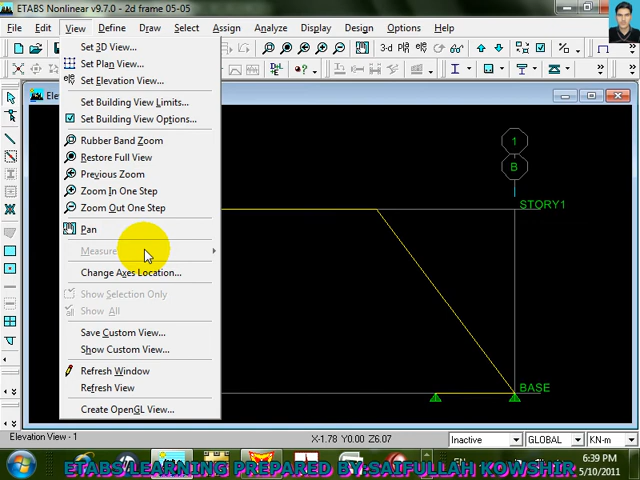 ETABS Nonlinear v9.7.0 - 2d frame 05-05
File Edit View Define Draw Select Assign Analyze Display Design Options Help
3-d
Set 3D View...
Set Plan View...
Set Elevation View...
Set Building View Limits...
Set Building View Options...
Rubber Band Zoom
Restore Full View
Previous Zoom
Zoom In One Step
Zoom Out One Step
Pan
Measure
Change Axes Location...
Show Selection Only
Show All
Save Custom View...
Show Custom View...
Refresh Window
Refresh View
Create OpenGL View...
1
B
STORY1
BASE
Elevation View - 1
X-1.78 Y0.00 Z6.07
Inactive
GLOBAL
KN-m
EN
6:39 PM
5/10/2011
ETABS LEARNING PREPARED BY:SAIFULLAH KOWSHIR